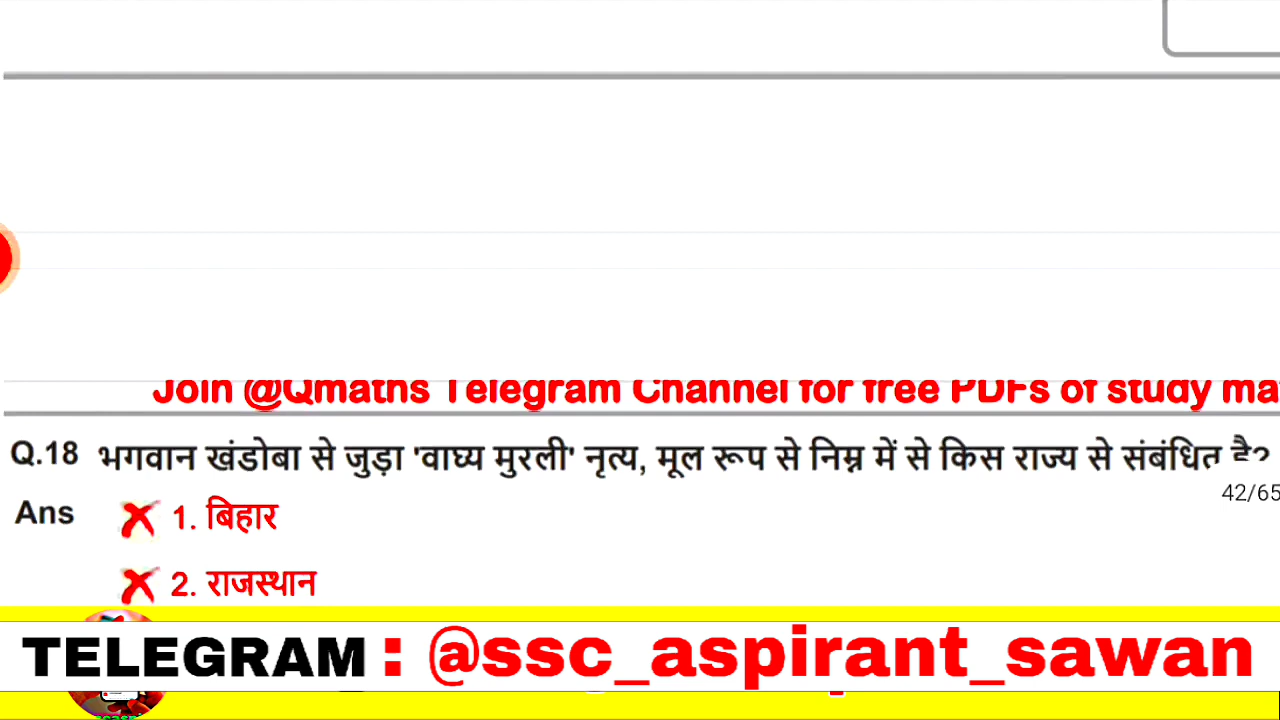 Join @Qmaths Telegram Channel for free PDFs of study ma
Q.18 भगवान खंडोबा से जुड़ा 'वाघ्य मुरली' नृत्य, मूल रूप से निम्न में से किस राज्य से संबंधित है?
42/65
Ans 1. बिहार
2. राजस्थान
TELEGRAM : @ssc_aspirant_sawan